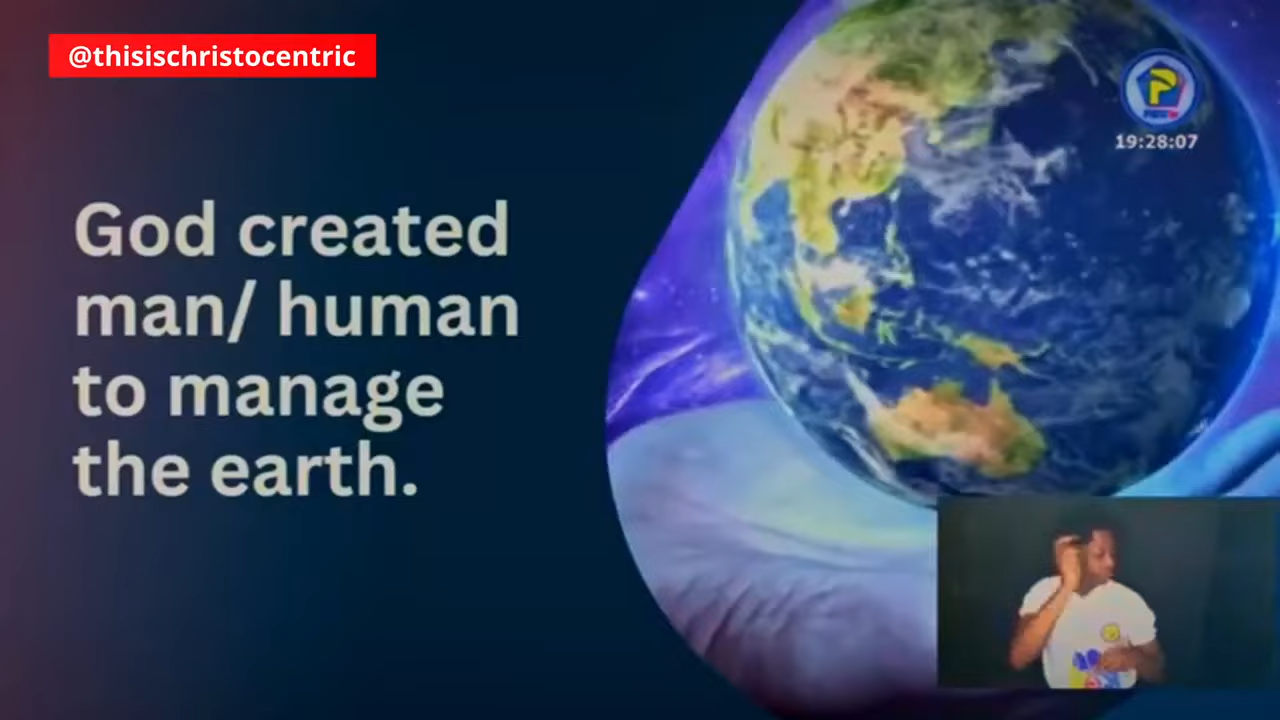 @thisischristocentric
19:28:07
God created
man/ human
to manage
the earth.